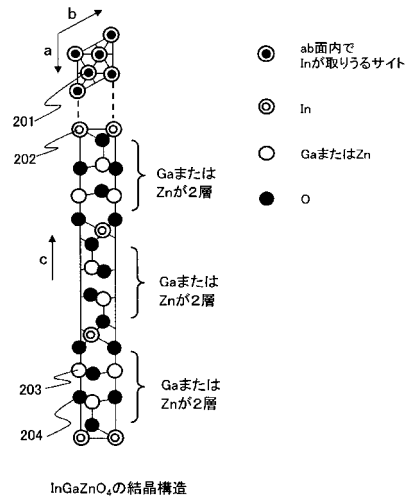 b
a
ab面内で
Inが取りうるサイト
201
In
202
GaまたはZn
Gaまたは
Znが2層
O
c
Gaまたは
Znが2層
203
Gaまたは
Znが2層
204
InGaZnO₄の結晶構造